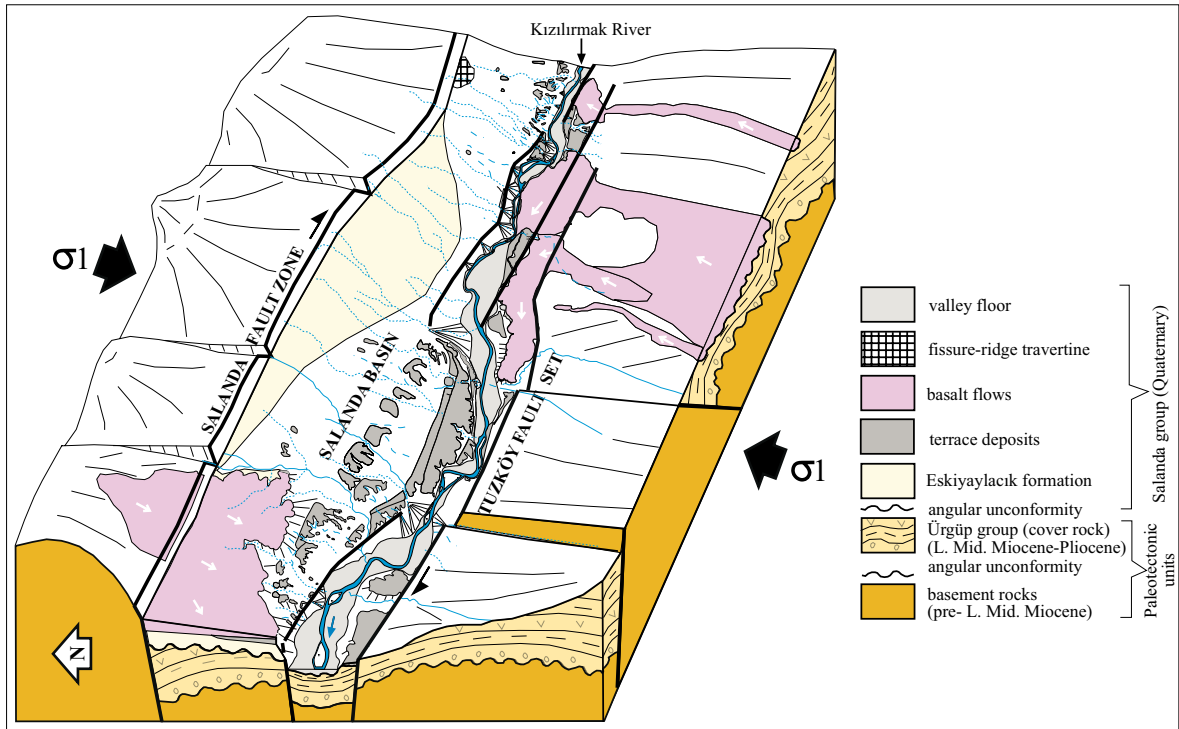 Kızılırmak River
σ1
SALANDA
FAULT ZONE
SALANDA BASIN
TUZKÖY FAULT SET
σ1
N
valley floor
fissure-ridge travertine
basalt flows
terrace deposits
Eskiyaylacık formation
angular unconformity
Ürgüp group (cover rock)
(L. Mid. Miocene-Pliocene)
angular unconformity
basement rocks
(pre- L. Mid. Miocene)
Salanda group (Quaternary)
Paleotectonic
units